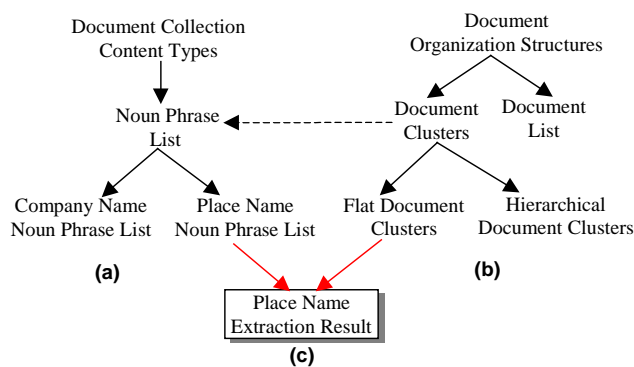 Document Collection
Content Types
Document
Organization Structures
Noun Phrase
List
Document
Clusters
Document
List
Company Name
Noun Phrase List
Place Name
Noun Phrase List
Flat Document
Clusters
Hierarchical
Document Clusters
(a)
(b)
Place Name
Extraction Result
(c)